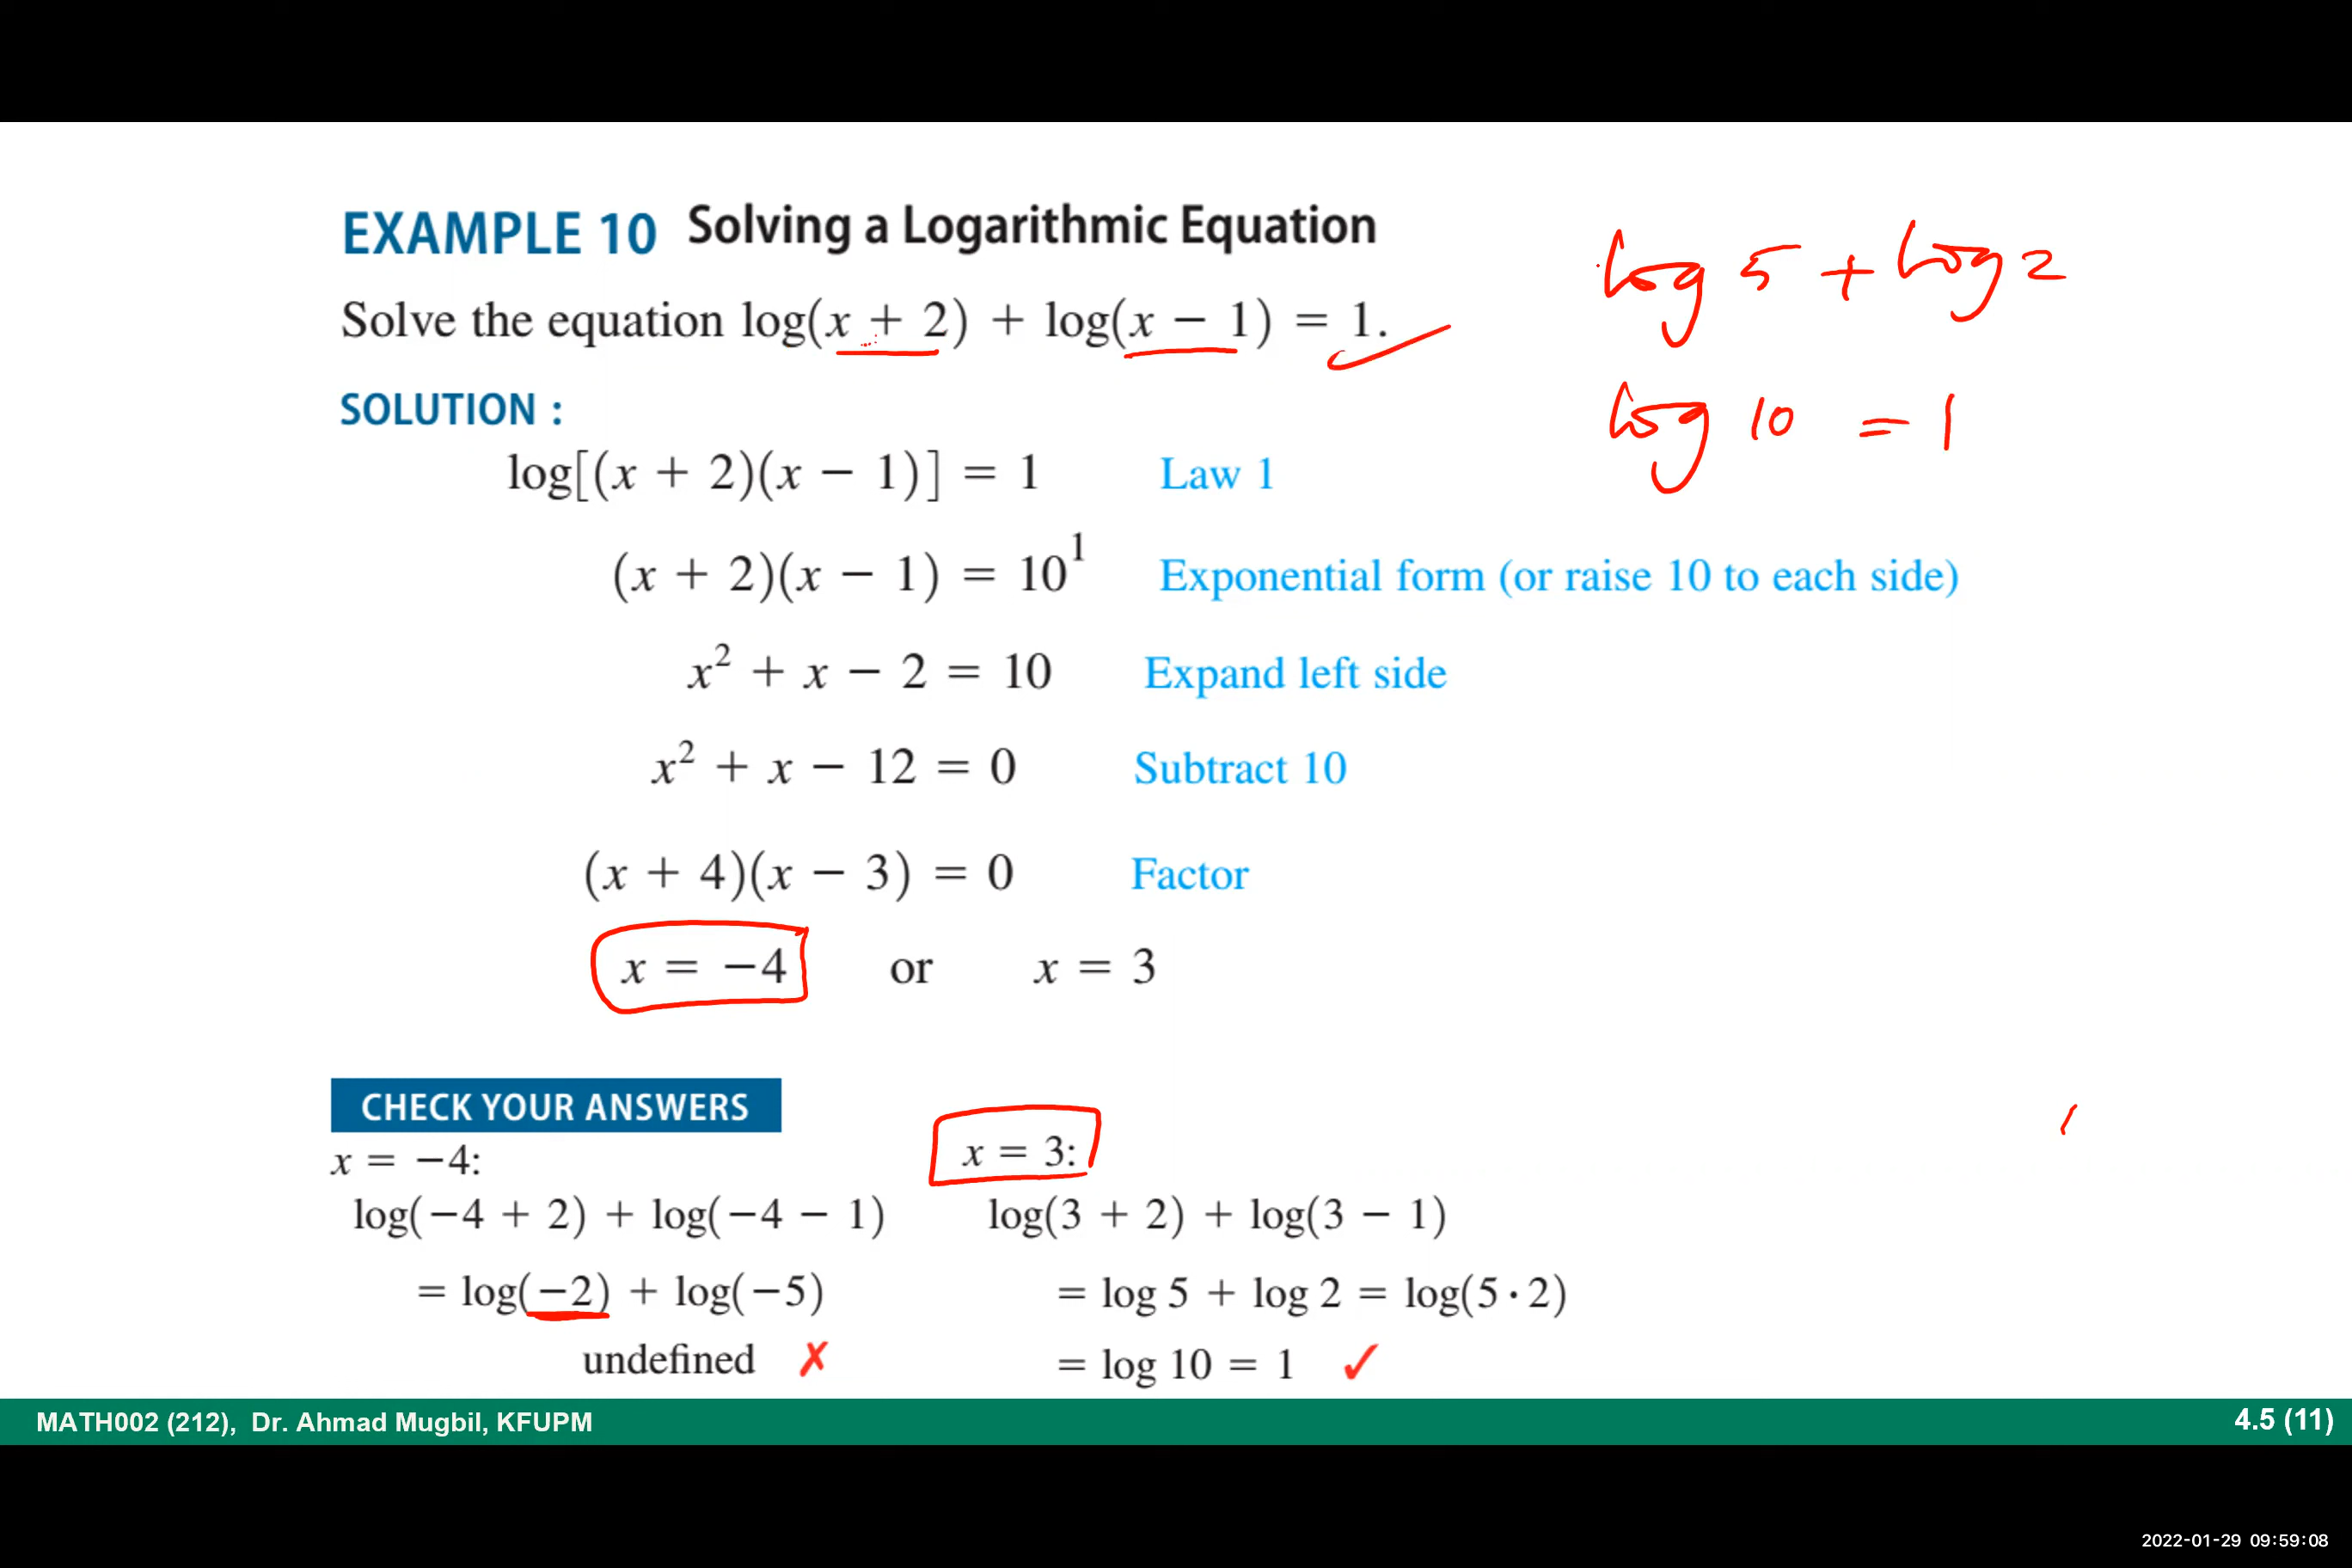 EXAMPLE 10 Solving a Logarithmic Equation
log 5 + log 2
Solve the equation log(x + 2) + log(x − 1) = 1.
log 10 = 1
SOLUTION :
log[(x + 2)(x − 1)] = 1 Law 1
(x + 2)(x − 1) = 10¹ Exponential form (or raise 10 to each side)
x² + x − 2 = 10 Expand left side
x² + x − 12 = 0 Subtract 10
(x + 4)(x − 3) = 0 Factor
x = −4 or x = 3
CHECK YOUR ANSWERS
x = −4:
log(−4 + 2) + log(−4 − 1)
= log(−2) + log(−5)
undefined ✗
x = 3:
log(3 + 2) + log(3 − 1)
= log 5 + log 2 = log(5 · 2)
= log 10 = 1 ✓
MATH002 (212), Dr. Ahmad Mugbil, KFUPM 4.5 (11)
2022-01-29 09:59:08